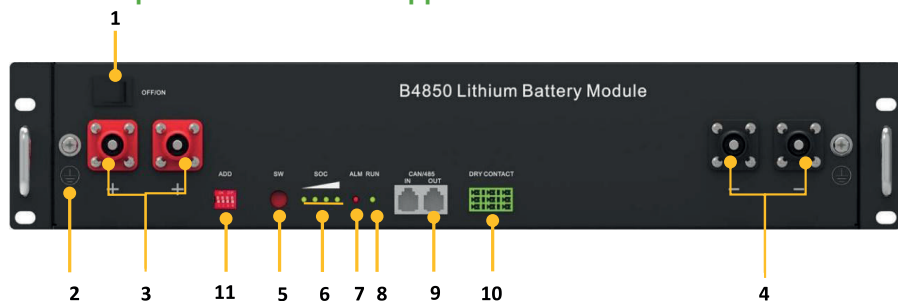 1
OFF/ON
B4850 Lithium Battery Module
ADD
SW
SOC
ALM RUN
CAN/485
IN OUT
DRY CONTACT
+ +
- -
2 3 11 5 6 7 8 9 10 4